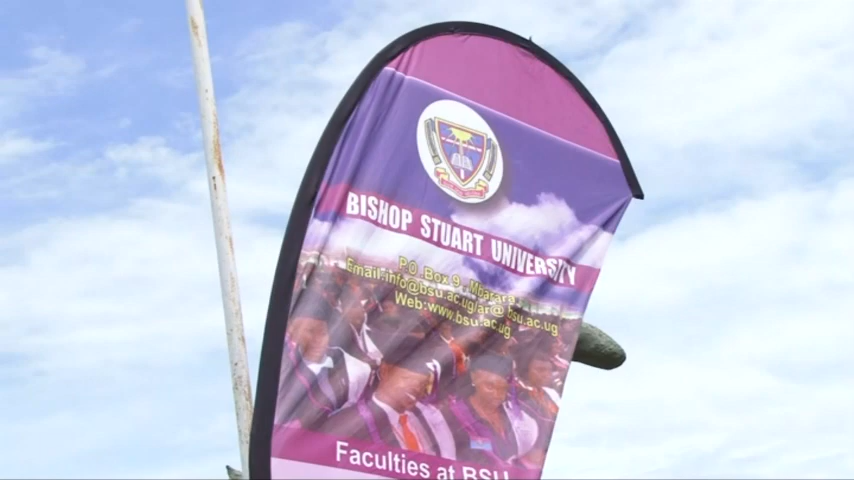 BISHOP STUART UNIVERSITY
P.O .Box 9 , Mbarara
Email:info@bsu.ac.ug/ar@bsu.ac.ug
Web:www.bsu.ac.ug
Faculties at BSU